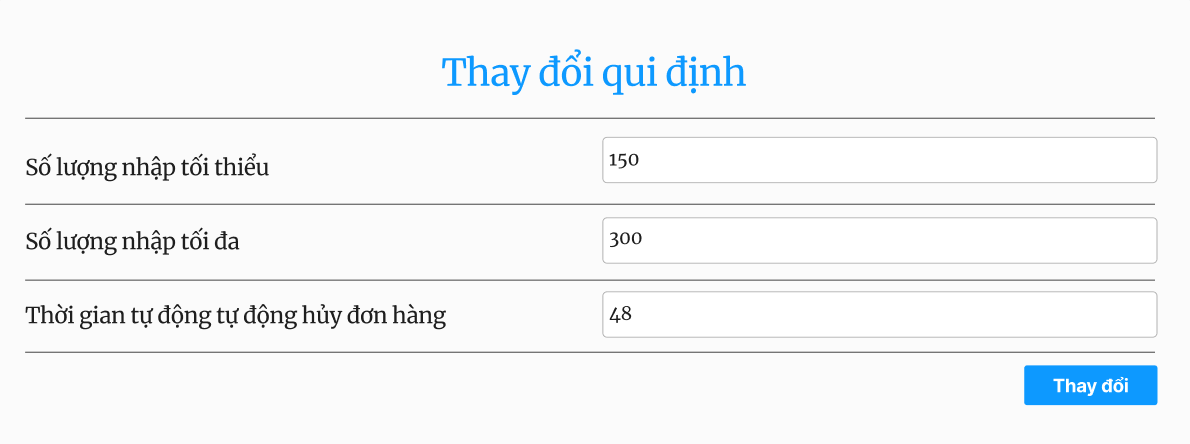 Thay đổi qui định
Số lượng nhập tối thiểu
150
Số lượng nhập tối đa
300
Thời gian tự động tự động hủy đơn hàng
48
Thay đổi